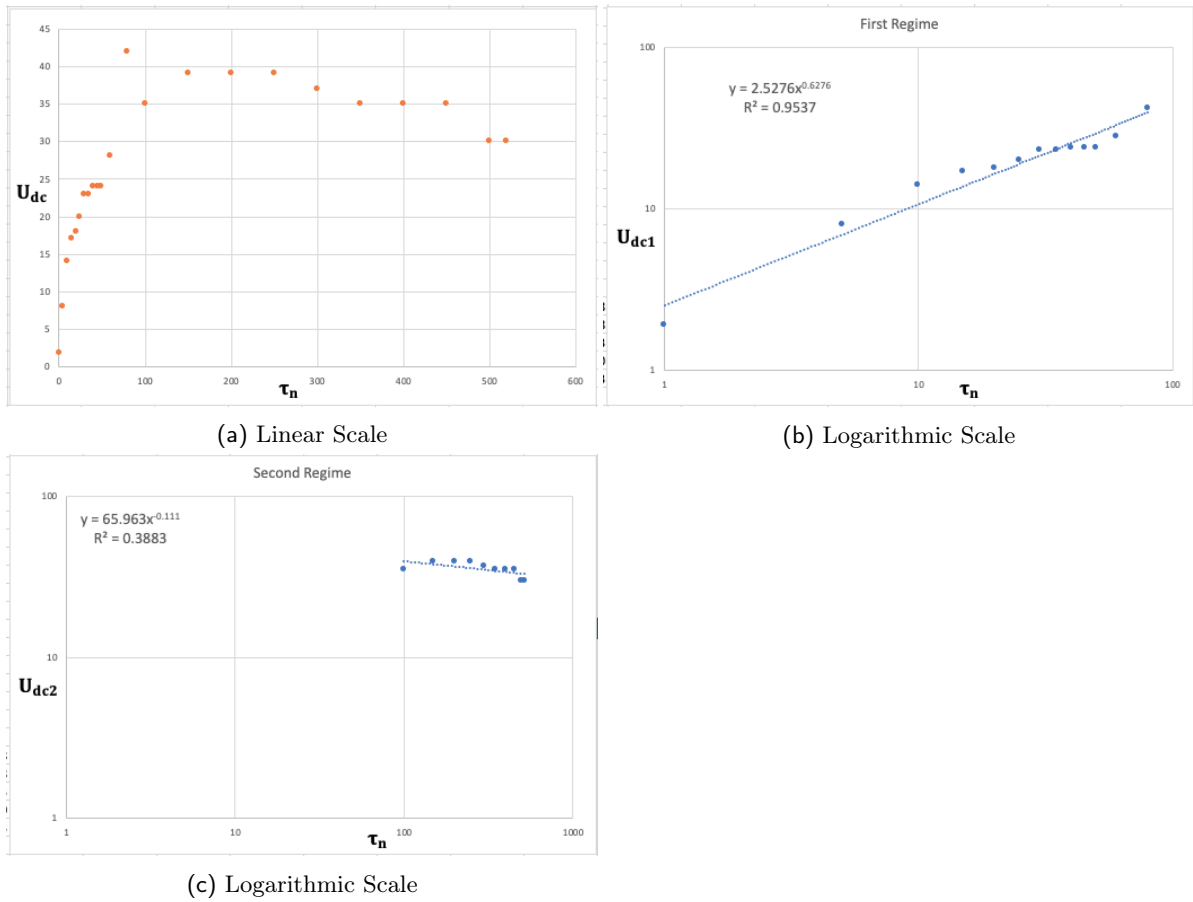 45
40
35
30
25
20
15
10
5
0
U_dc
0 100 200 300 400 500 600
τ_n
(a) Linear Scale
First Regime
100
10
1
y = 2.5276x^0.6276
R² = 0.9537
U_dc1
1 10 100
τ_n
(b) Logarithmic Scale
Second Regime
100
10
1
y = 65.963x^-0.111
R² = 0.3883
U_dc2
1 10 100 1000
τ_n
(c) Logarithmic Scale